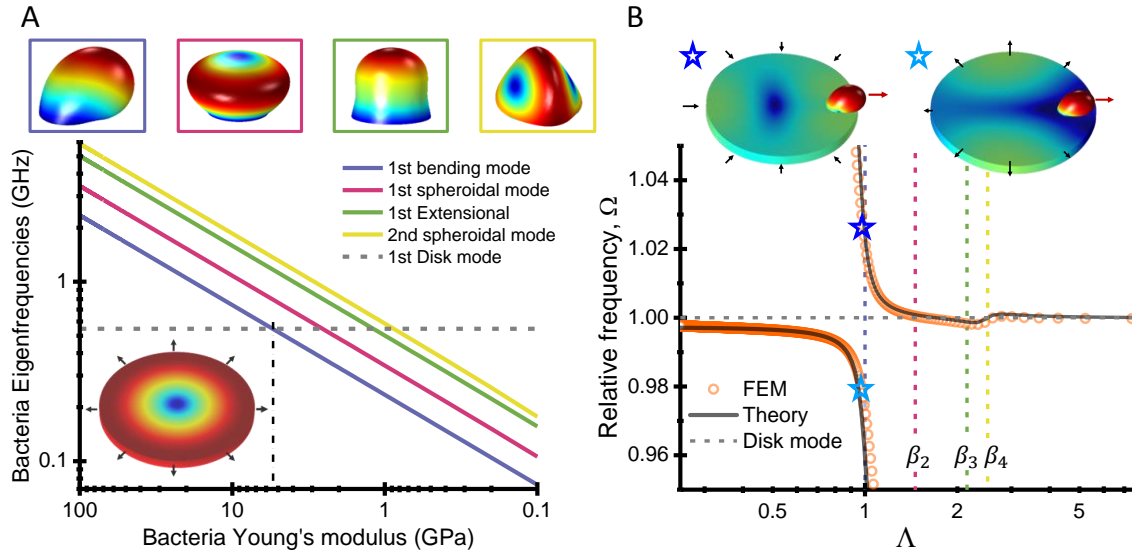 A
B
Bacteria Eigenfrequencies (GHz)
1
0.1
1st bending mode
1st spheroidal mode
1st Extensional
2nd spheroidal mode
1st Disk mode
100
10
1
0.1
Bacteria Young's modulus (GPa)
Relative frequency, Ω
1.04
1.02
1.00
0.98
0.96
FEM
Theory
Disk mode
β₂
β₃
β₄
0.5
1
2
5
Λ